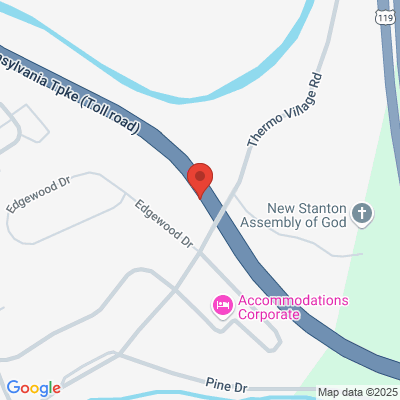 119
nsylvania Tpke (Toll road)
Thermo Village Rd
Edgewood Dr
Edgewood Dr
New Stanton
Assembly of God
Accommodations
Corporate
Pine Dr
Google
Map data ©2025